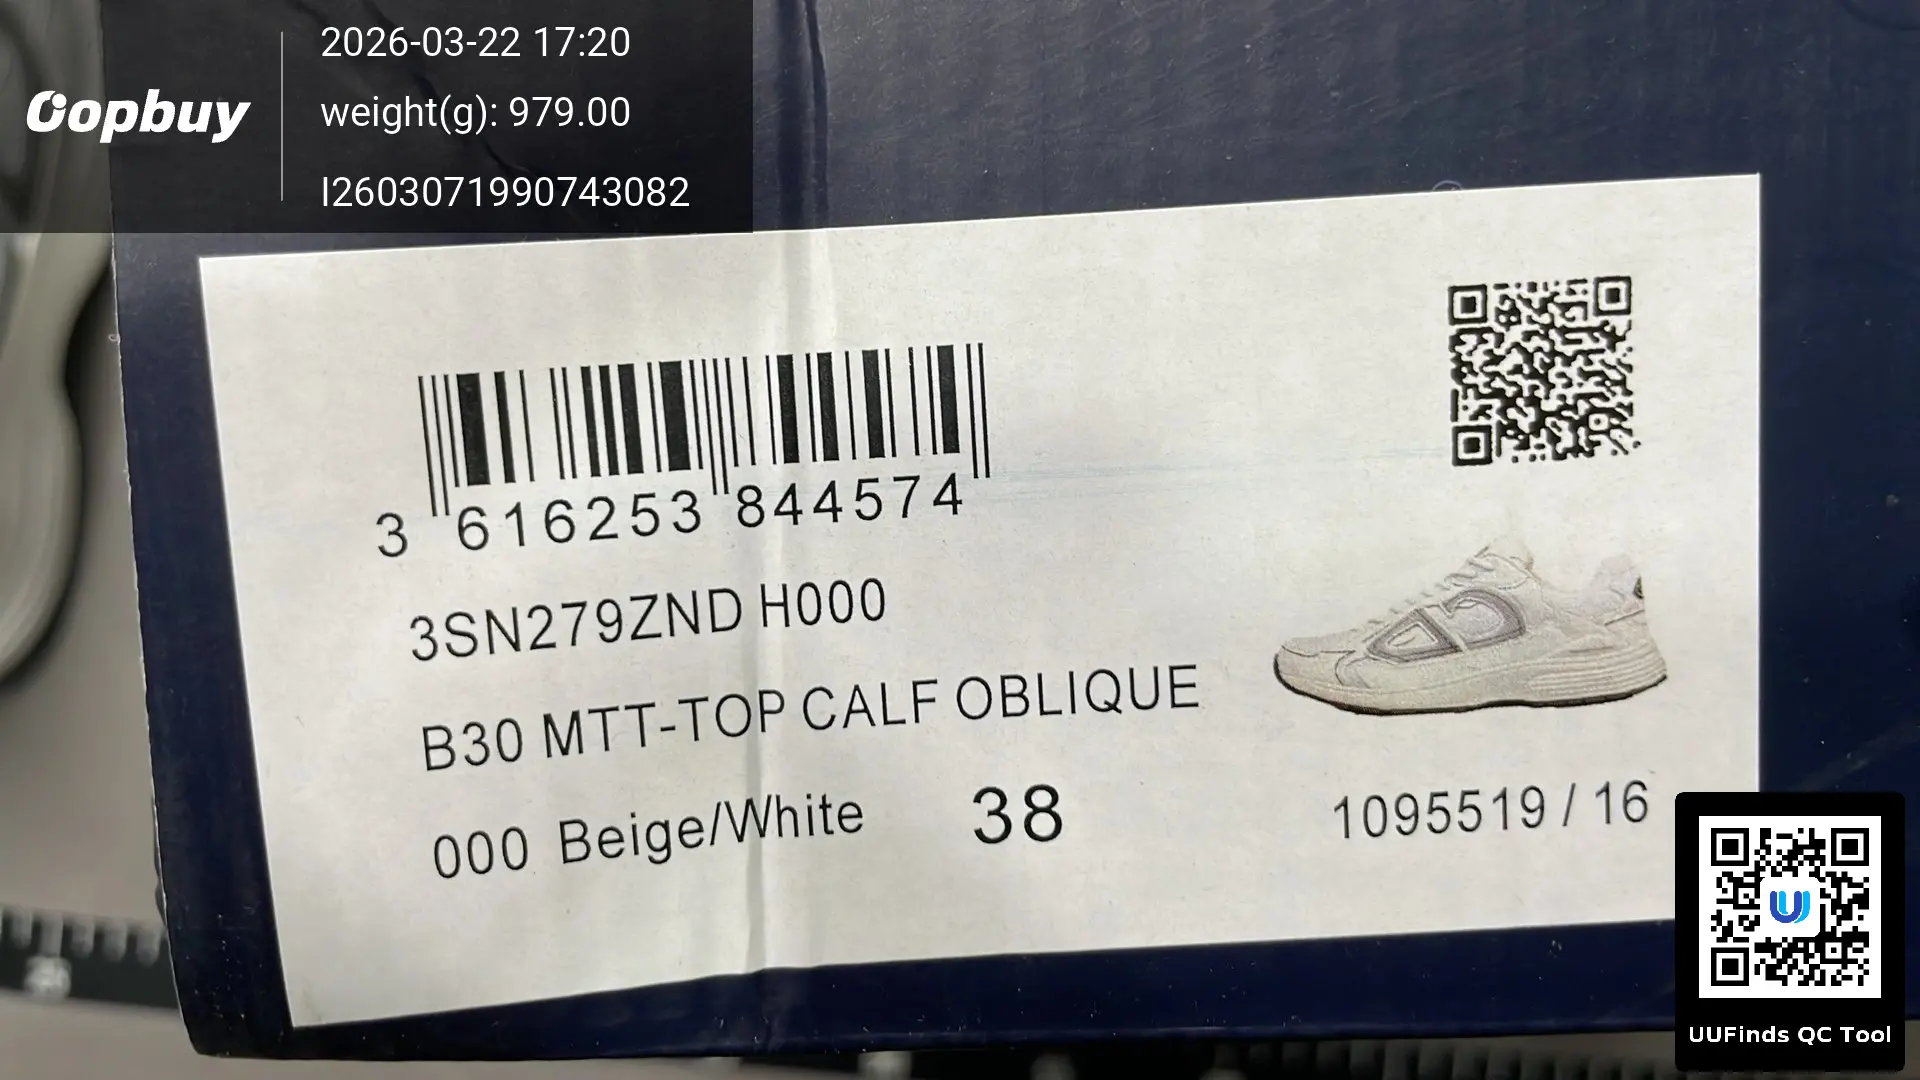 Oopbuy
2026-03-22 17:20
weight(g): 979.00
I2603071990743082
3 616253 844574
3SN279ZND H000
B30 MTT-TOP CALF OBLIQUE
000 Beige/White 38
1095519 / 16
UUFinds QC Tool